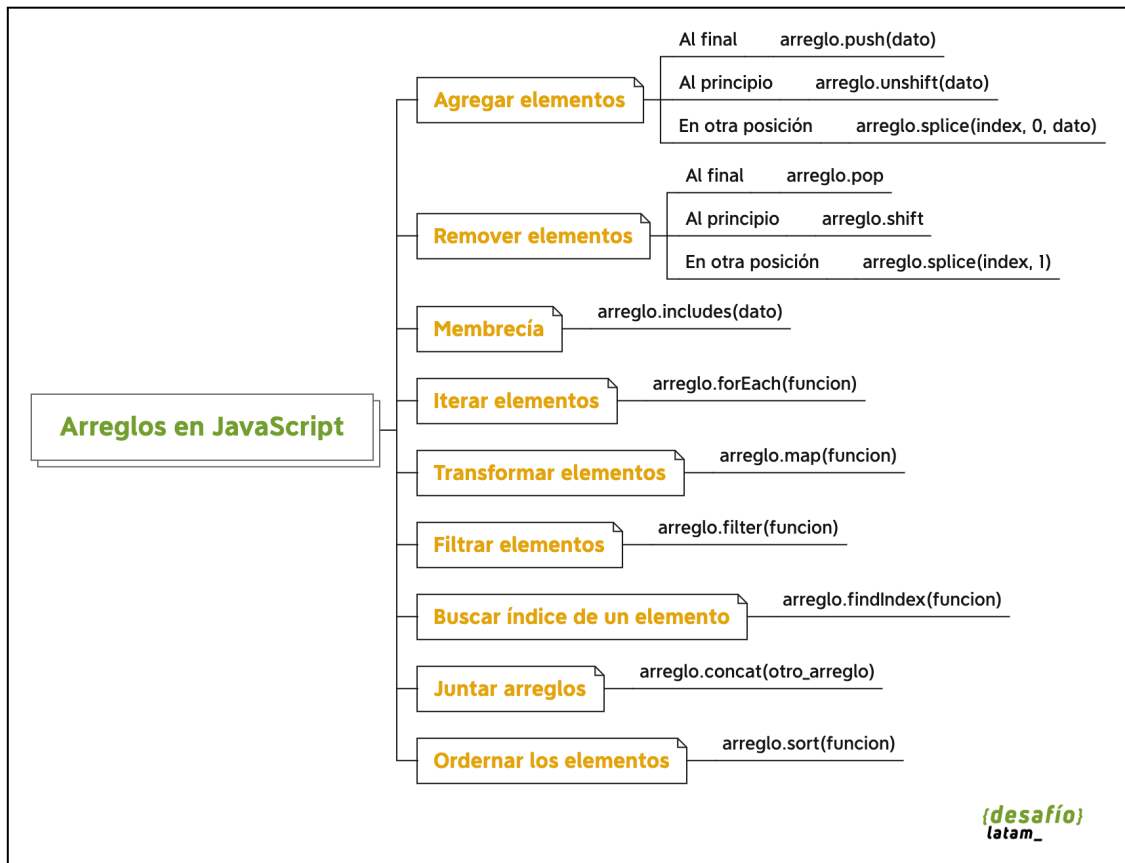 Arreglos en JavaScript
Agregar elementos
Al final arreglo.push(dato)
Al principio arreglo.unshift(dato)
En otra posición arreglo.splice(index, 0, dato)
Remover elementos
Al final arreglo.pop
Al principio arreglo.shift
En otra posición arreglo.splice(index, 1)
Membrecía arreglo.includes(dato)
Iterar elementos arreglo.forEach(funcion)
Transformar elementos arreglo.map(funcion)
Filtrar elementos arreglo.filter(funcion)
Buscar índice de un elemento arreglo.findIndex(funcion)
Juntar arreglos arreglo.concat(otro_arreglo)
Ordernar los elementos arreglo.sort(funcion)
{desafío}
latam_